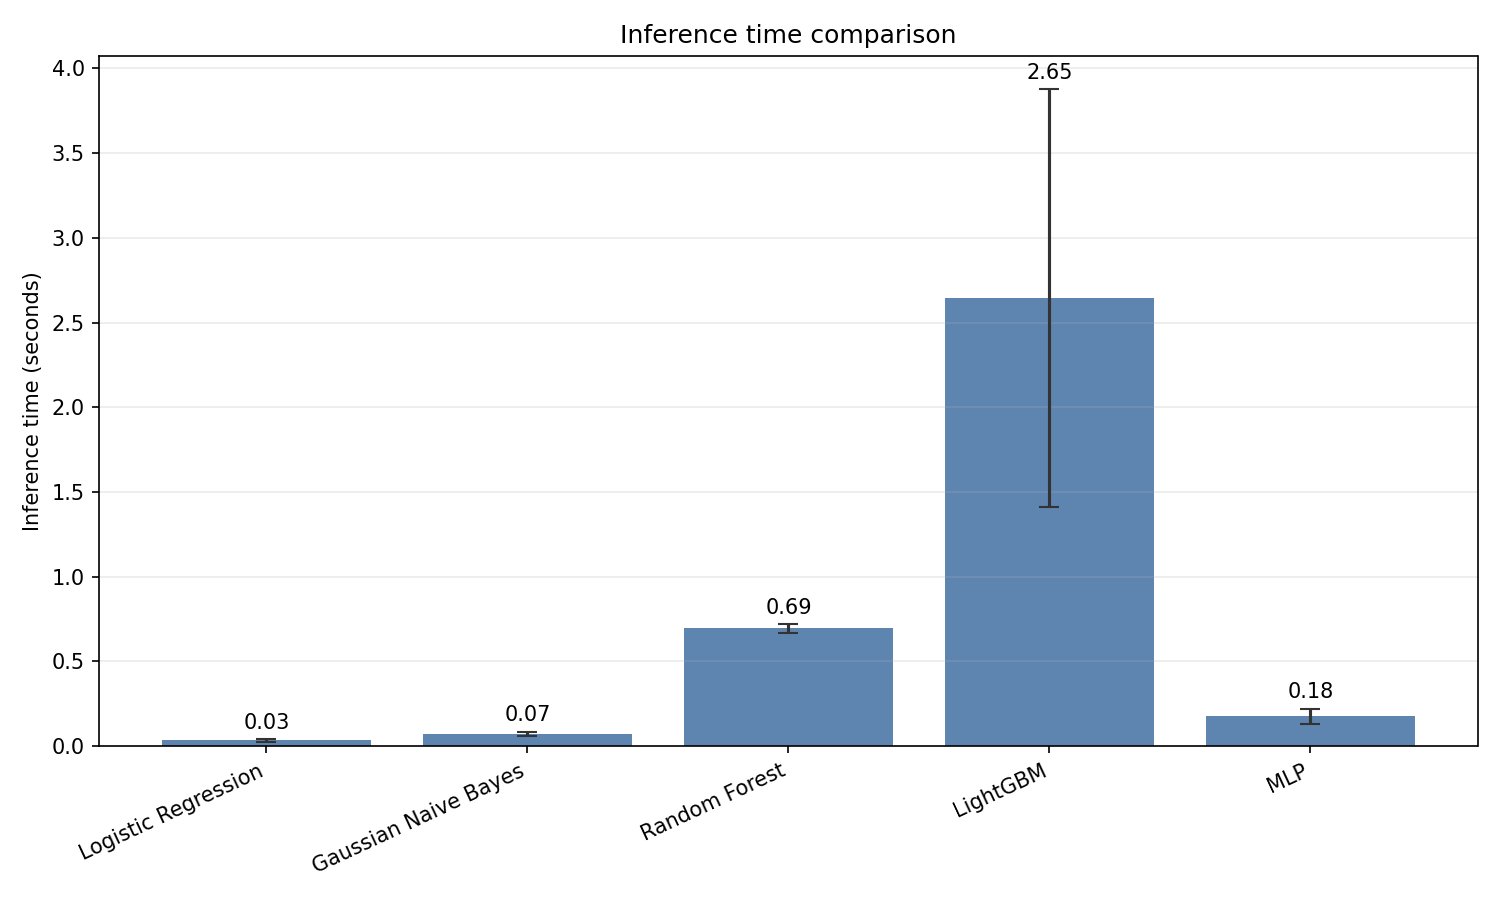 Inference time comparison
Inference time (seconds)
4.0
3.5
3.0
2.5
2.0
1.5
1.0
0.5
0.0
0.03
0.07
0.69
2.65
0.18
Logistic Regression
Gaussian Naive Bayes
Random Forest
LightGBM
MLP